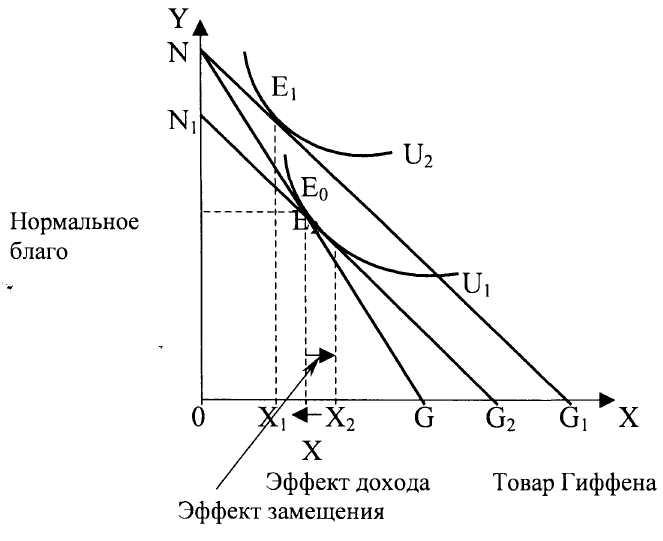 Y
N
E₁
N₁
U₂
E₀
Нормальное
благо
E₂
U₁
0
X₁
X₂
G
G₂
G₁
X
X
Эффект дохода
Товар Гиффена
Эффект замещения